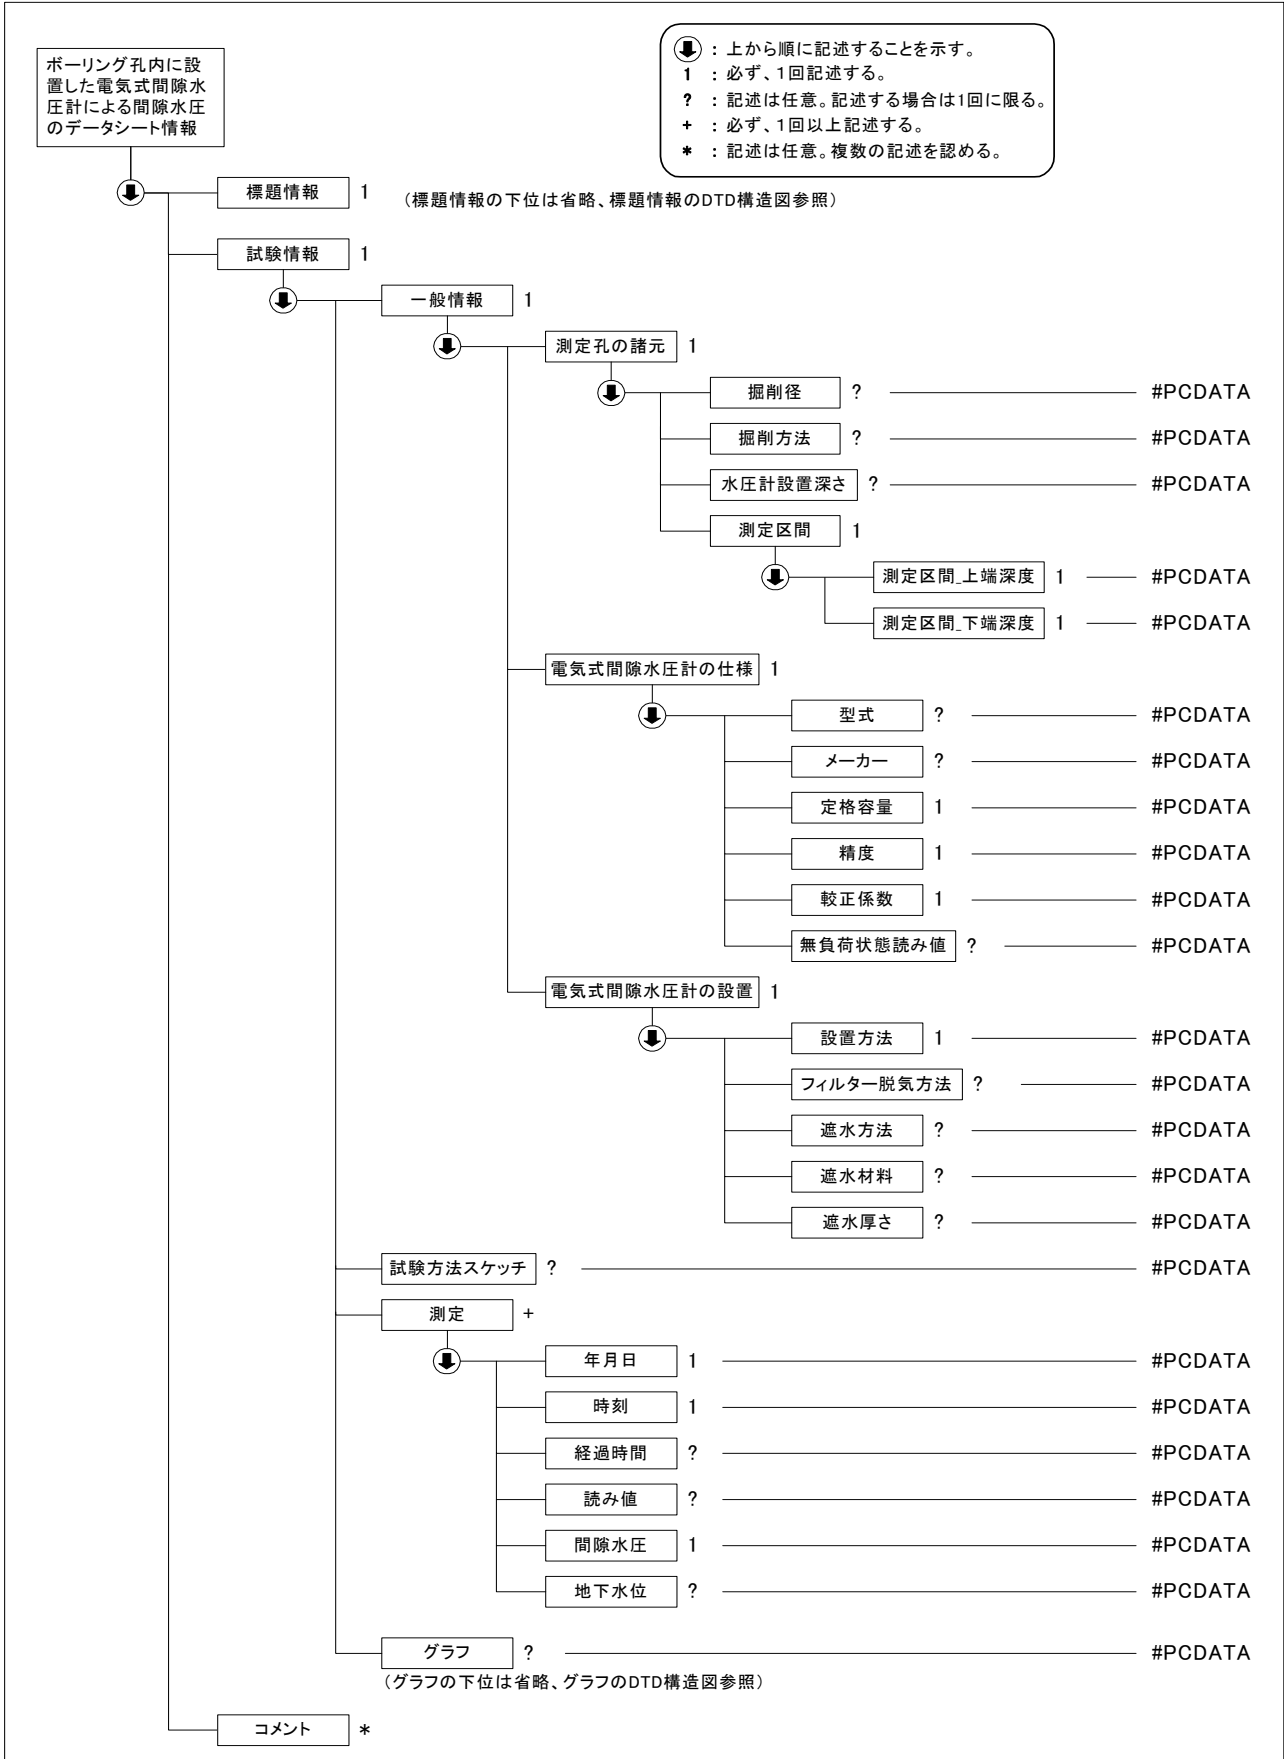 ボーリング孔内に設
置した電気式間隙水
圧計による間隙水圧
のデータシート情報
：上から順に記述することを示す。
1 ：必ず、1回記述する。
? ：記述は任意。記述する場合は1回に限る。
+ ：必ず、1回以上記述する。
* ：記述は任意。複数の記述を認める。
標題情報 1 （標題情報の下位は省略、標題情報のDTD構造図参照）
試験情報 1
一般情報 1
測定孔の諸元 1
掘削径 ? #PCDATA
掘削方法 ? #PCDATA
水圧計設置深さ ? #PCDATA
測定区間 1
測定区間_上端深度 1 #PCDATA
測定区間_下端深度 1 #PCDATA
電気式間隙水圧計の仕様 1
型式 ? #PCDATA
メーカー ? #PCDATA
定格容量 1 #PCDATA
精度 1 #PCDATA
較正係数 1 #PCDATA
無負荷状態読み値 ? #PCDATA
電気式間隙水圧計の設置 1
設置方法 1 #PCDATA
フィルター脱気方法 ? #PCDATA
遮水方法 ? #PCDATA
遮水材料 ? #PCDATA
遮水厚さ ? #PCDATA
試験方法スケッチ ? #PCDATA
測定 +
年月日 1 #PCDATA
時刻 1 #PCDATA
経過時間 ? #PCDATA
読み値 ? #PCDATA
間隙水圧 1 #PCDATA
地下水位 ? #PCDATA
グラフ ? #PCDATA
（グラフの下位は省略、グラフのDTD構造図参照）
コメント *